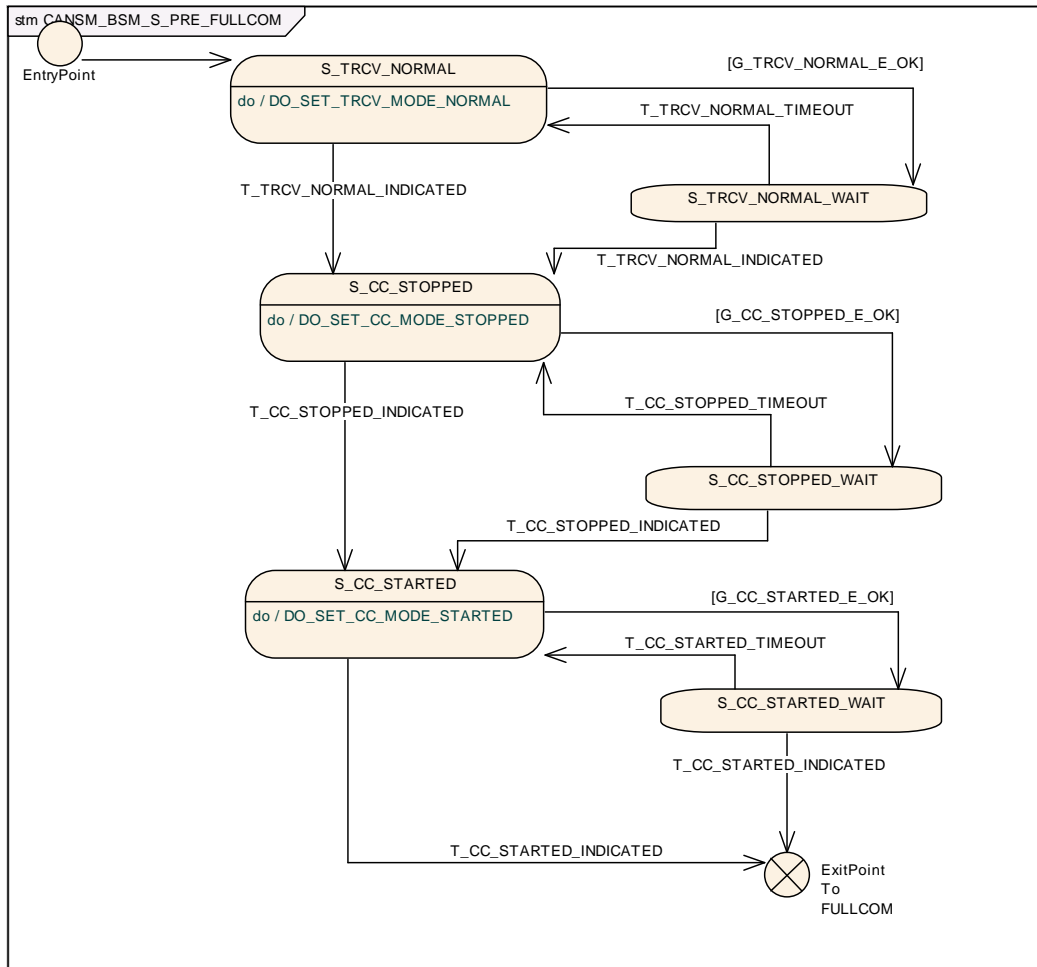 stm CANSM_BSM_S_PRE_FULLCOM
EntryPoint
S_TRCV_NORMAL
do / DO_SET_TRCV_MODE_NORMAL
[G_TRCV_NORMAL_E_OK]
T_TRCV_NORMAL_TIMEOUT
T_TRCV_NORMAL_INDICATED
S_TRCV_NORMAL_WAIT
T_TRCV_NORMAL_INDICATED
S_CC_STOPPED
do / DO_SET_CC_MODE_STOPPED
[G_CC_STOPPED_E_OK]
T_CC_STOPPED_TIMEOUT
T_CC_STOPPED_INDICATED
S_CC_STOPPED_WAIT
T_CC_STOPPED_INDICATED
S_CC_STARTED
do / DO_SET_CC_MODE_STARTED
[G_CC_STARTED_E_OK]
T_CC_STARTED_TIMEOUT
S_CC_STARTED_WAIT
T_CC_STARTED_INDICATED
T_CC_STARTED_INDICATED
ExitPoint
To
FULLCOM